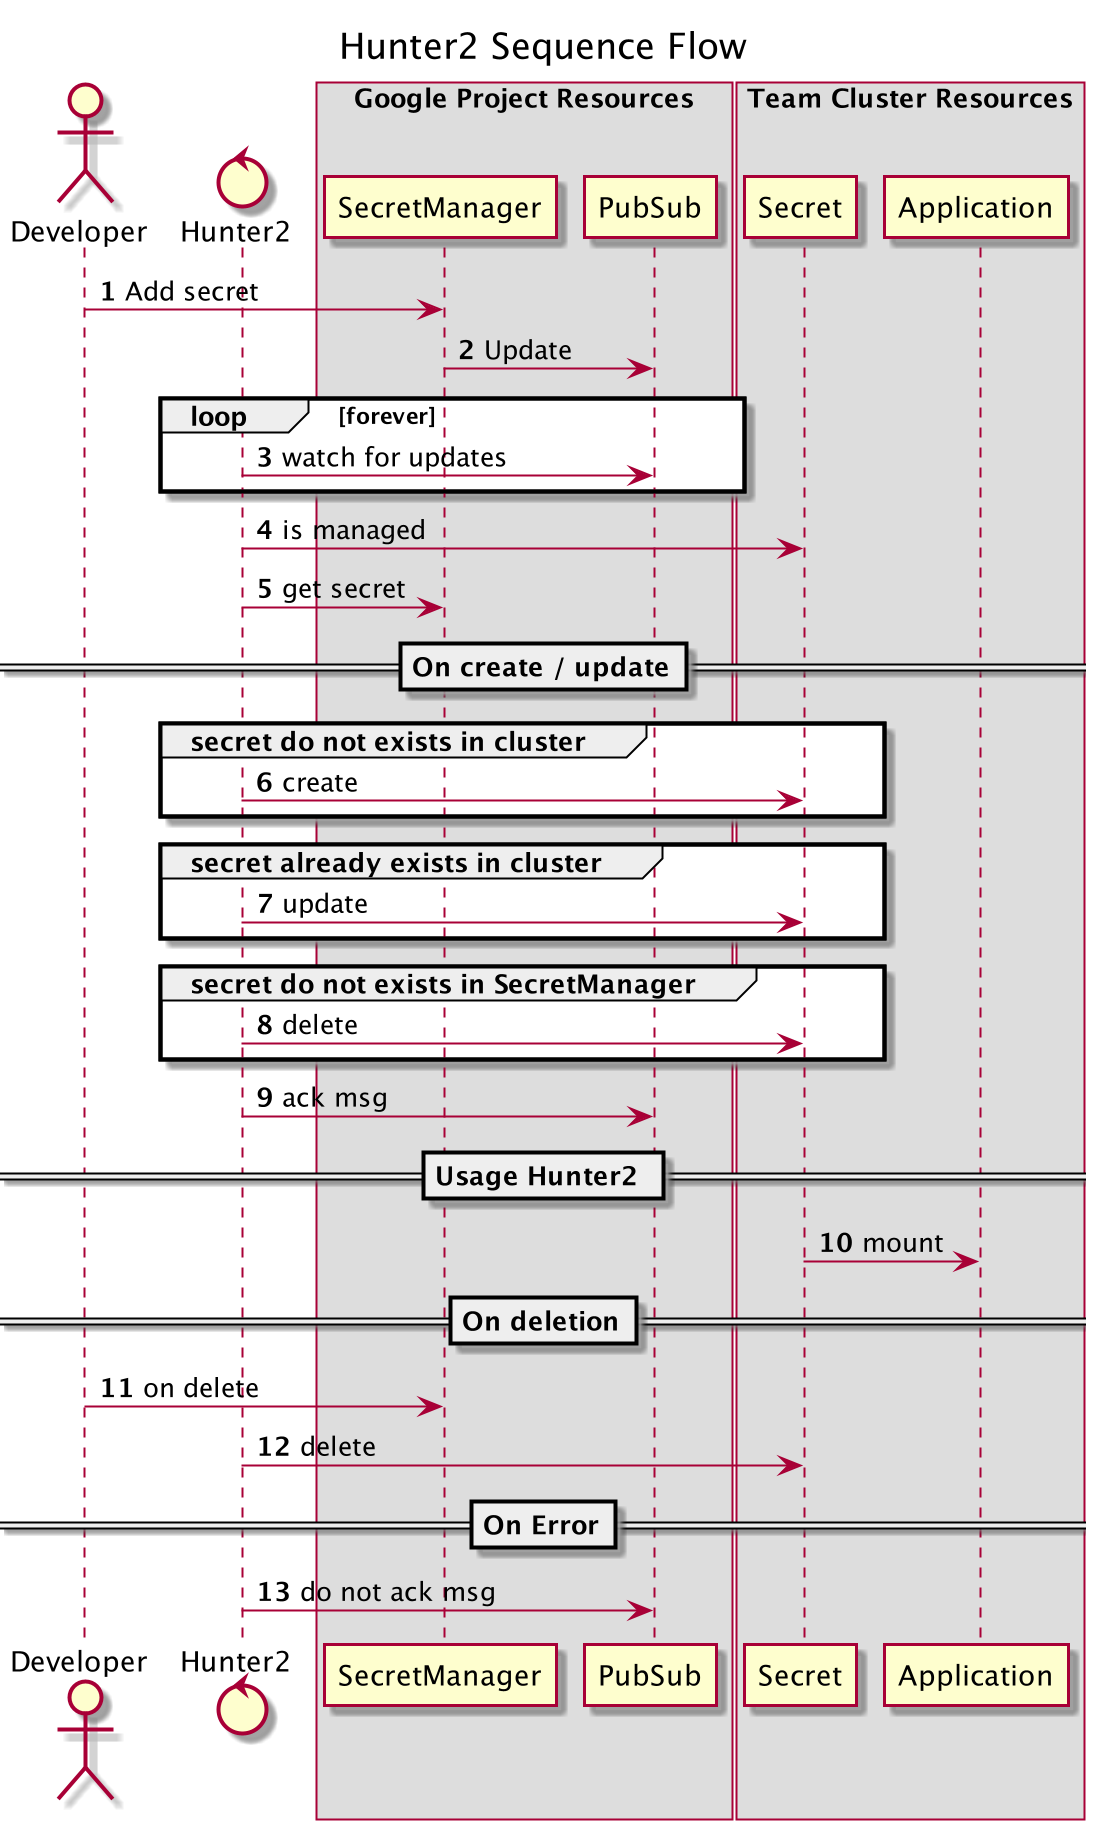 Hunter2 Sequence Flow
Google Project Resources
Team Cluster Resources
Developer
Hunter2
SecretManager
PubSub
Secret
Application
1 Add secret
2 Update
loop [forever]
3 watch for updates
4 is managed
5 get secret
On create / update
secret do not exists in cluster
6 create
secret already exists in cluster
7 update
secret do not exists in SecretManager
8 delete
9 ack msg
Usage Hunter2
10 mount
On deletion
11 on delete
12 delete
On Error
13 do not ack msg
Developer
Hunter2
SecretManager
PubSub
Secret
Application